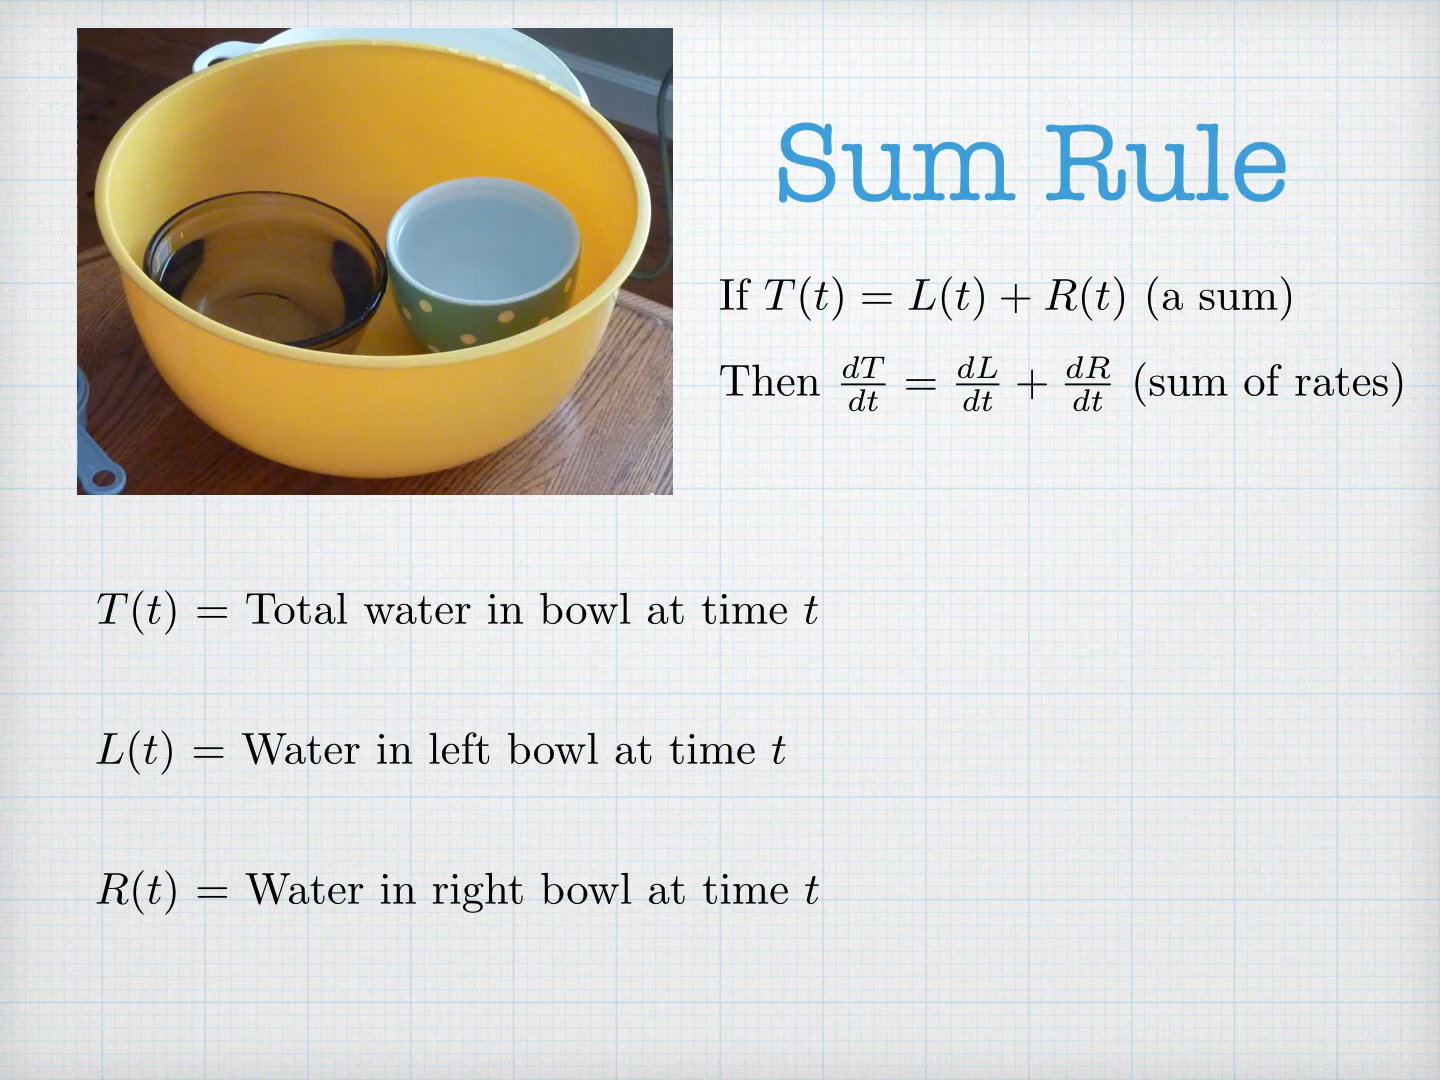 Sum Rule
If T(t) = L(t) + R(t) (a sum)
Then dT/dt = dL/dt + dR/dt (sum of rates)
T(t) = Total water in bowl at time t
L(t) = Water in left bowl at time t
R(t) = Water in right bowl at time t